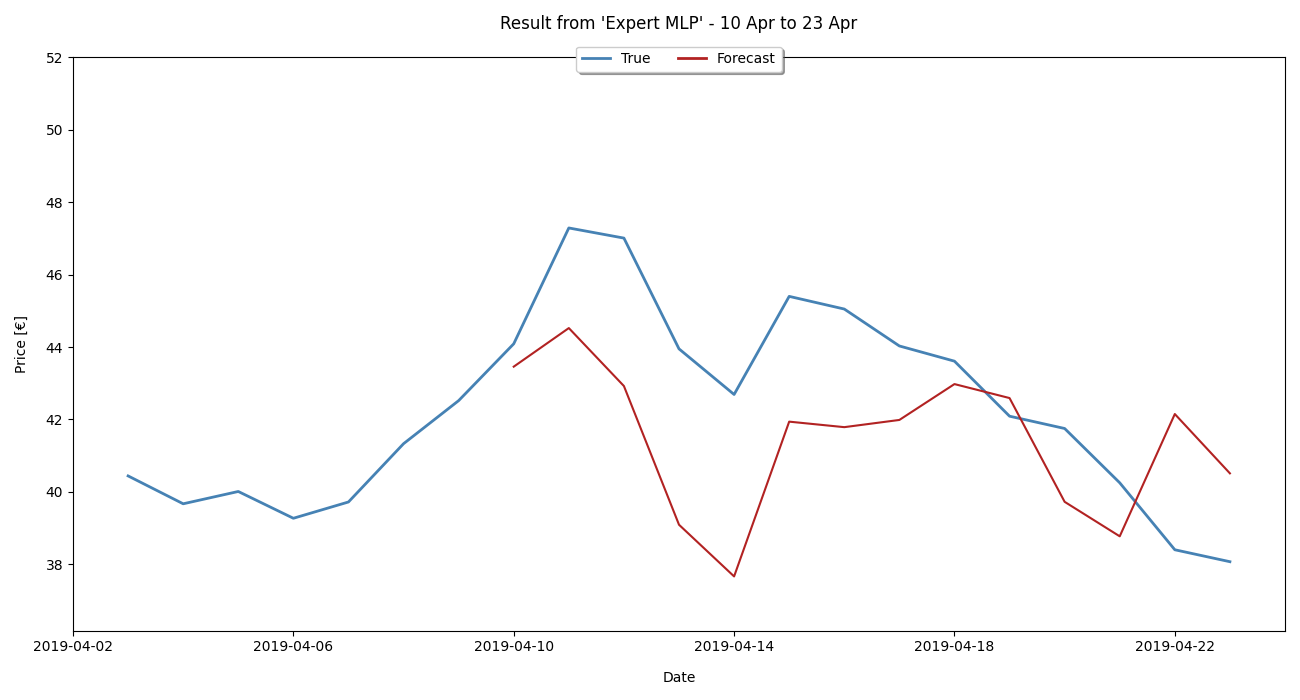 Result from 'Expert MLP' - 10 Apr to 23 Apr
True Forecast
52
50
48
46
44
42
40
38
Price [€]
2019-04-02 2019-04-06 2019-04-10 2019-04-14 2019-04-18 2019-04-22
Date